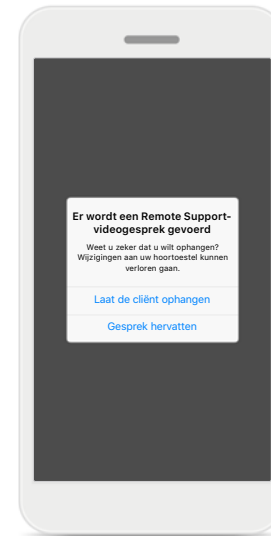 Er wordt een Remote Support-
videogesprek gevoerd
Weet u zeker dat u wilt ophangen?
Wijzigingen aan uw hoortoestel kunnen
verloren gaan.
Laat de cliënt ophangen
Gesprek hervatten